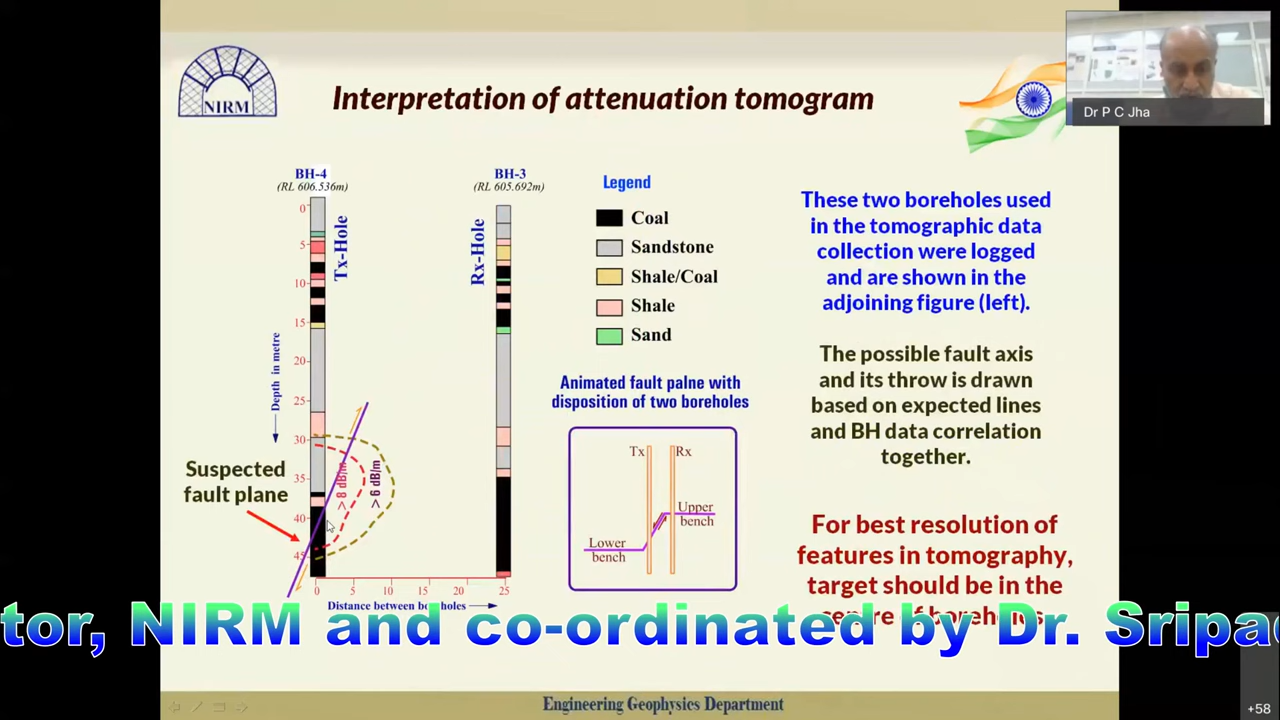 NIRM
Interpretation of attenuation tomogram
Dr P C Jha
BH-4
(RL 606.536m)
BH-3
(RL 605.692m)
Legend
Coal
Sandstone
Shale/Coal
Shale
Sand
Tx-Hole
Rx-Hole
0
5
10
15
20
25
30
35
40
45
Depth in metre
Suspected
fault plane
> 8 dB/m
> 6 dB/m
0
5
10
15
20
25
Distance between boreholes
Animated fault palne with
disposition of two boreholes
Tx
Rx
Upper
bench
Lower
bench
These two boreholes used
in the tomographic data
collection were logged
and are shown in the
adjoining figure (left).
The possible fault axis
and its throw is drawn
based on expected lines
and BH data correlation
together.
For best resolution of
features in tomography,
target should be in the
centre of boreholes.
tor, NIRM and co-ordinated by Dr. Sripad
Engineering Geophysics Department
+58